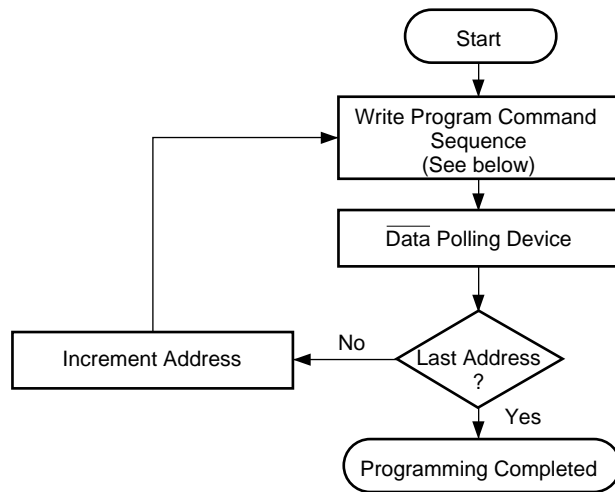 Start
Write Program Command
Sequence
(See below)
Data Polling Device
Increment Address
No
Last Address
?
Yes
Programming Completed